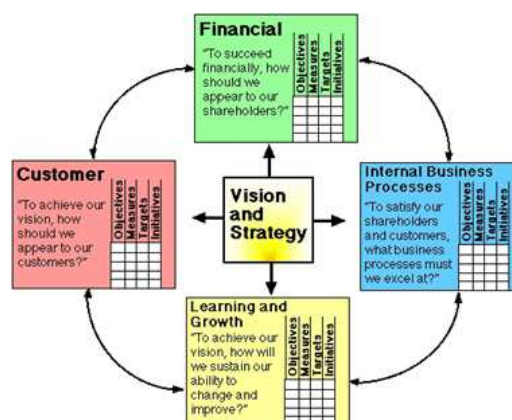 Financial
"To succeed
financially, how
should we
appear to our
shareholders?"
Objectives
Measures
Targets
Initiatives
Customer
"To achieve our
vision, how
should we
appear to our
customers?"
Objectives
Measures
Targets
Initiatives
Vision
and
Strategy
Internal Business
Processes
"To satisfy our
shareholders
and customers,
what business
processes must
we excel at?"
Objectives
Measures
Targets
Initiatives
Learning and
Growth
"To achieve our
vision, how will
we sustain our
ability to
change and
improve?"
Objectives
Measures
Targets
Initiatives